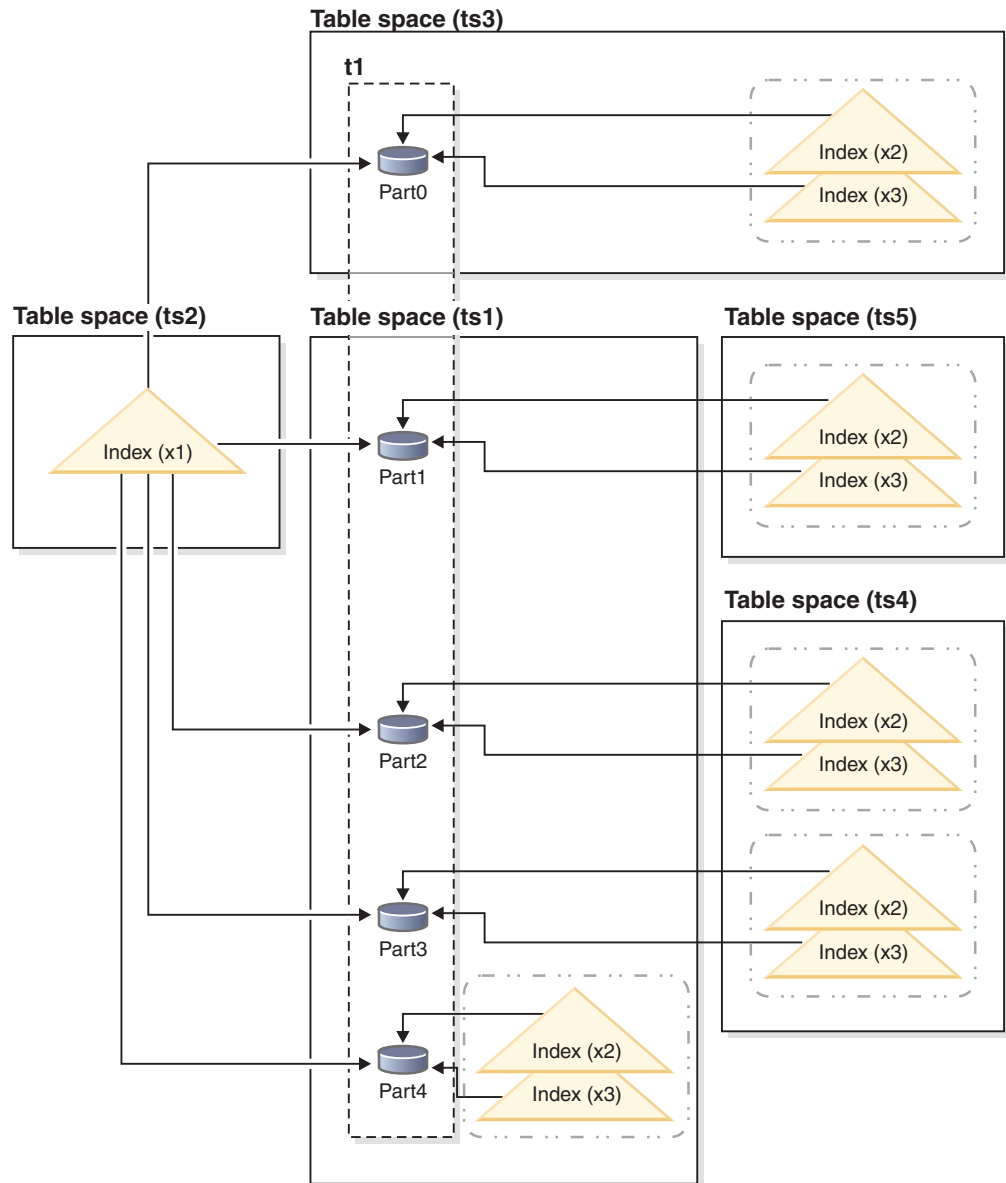 Table space (ts3)
t1
Part0
Index (x2)
Index (x3)
Table space (ts2)
Index (x1)
Table space (ts1)
Part1
Table space (ts5)
Index (x2)
Index (x3)
Table space (ts4)
Part2
Index (x2)
Index (x3)
Part3
Index (x2)
Index (x3)
Part4
Index (x2)
Index (x3)